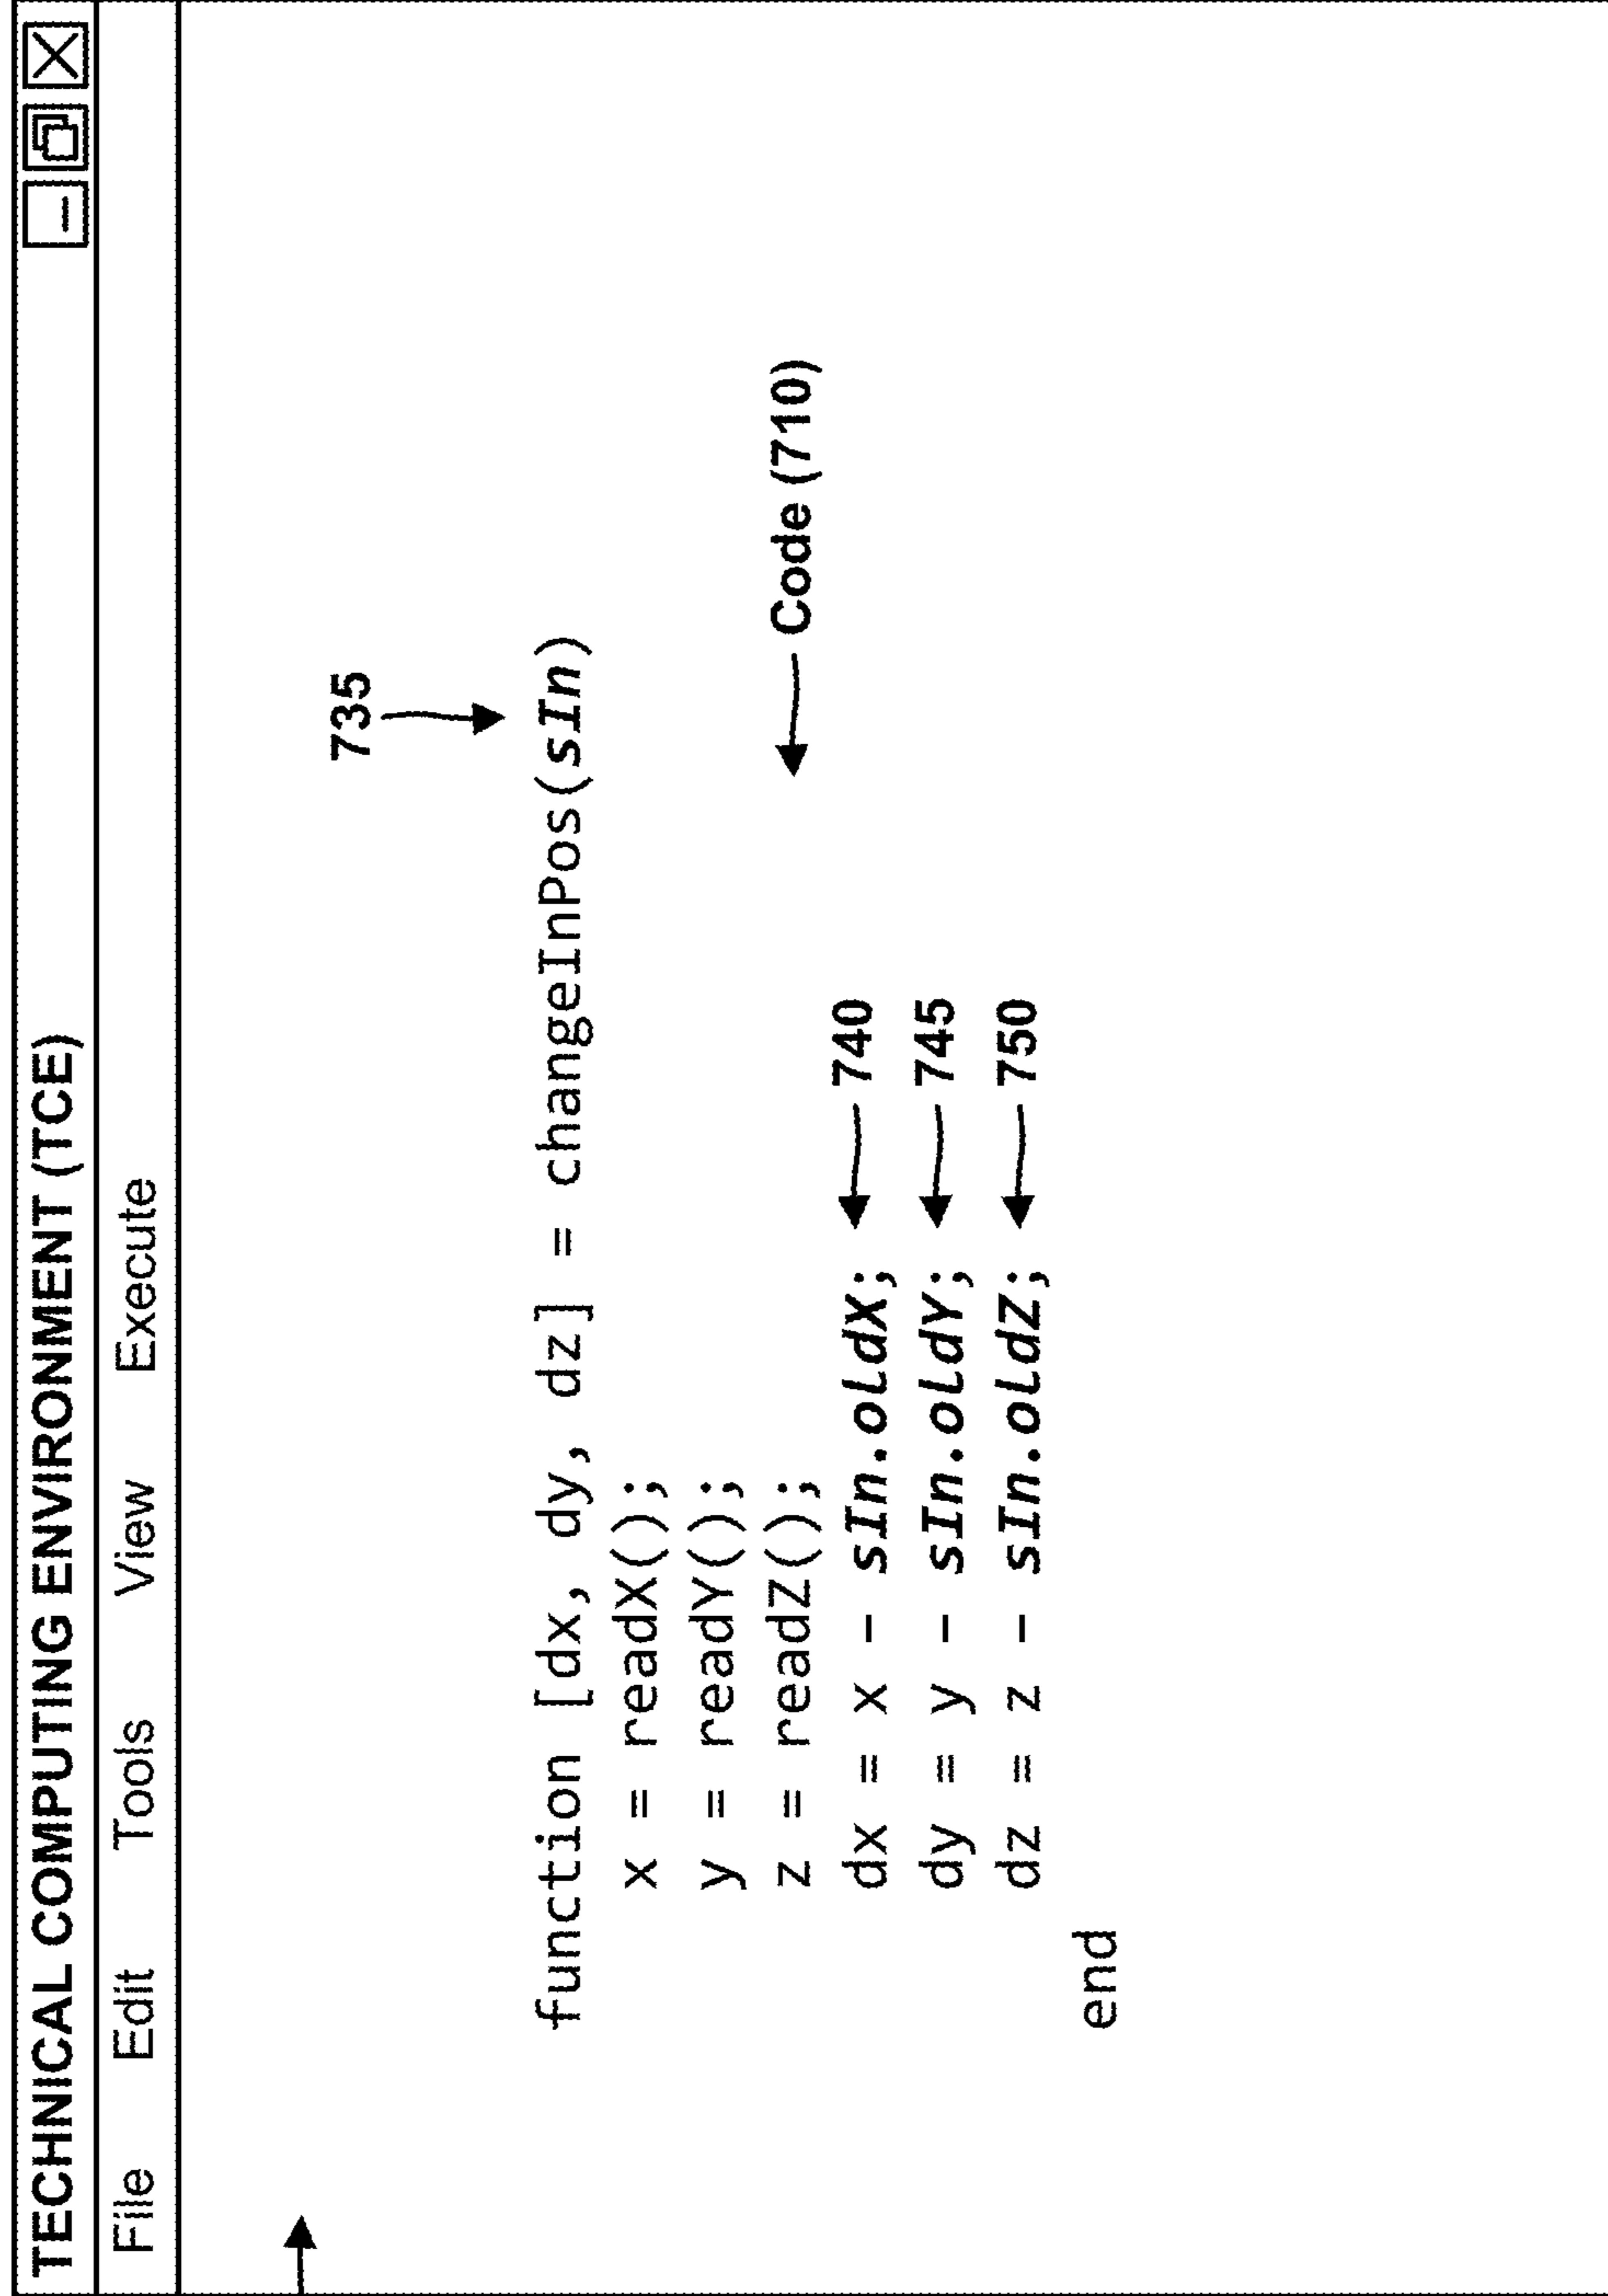 TECHNICAL COMPUTING ENVIRONMENT (TCE)
File Edit Tools View Execute
735
function [dx, dy, dz] = changeInPos(sIn)
x = readX();
y = readY();
z = readZ();
Code (710)
dx = x - sIn.oldX; 740
dy = y - sIn.oldY; 745
dz = z - sIn.oldZ; 750
end